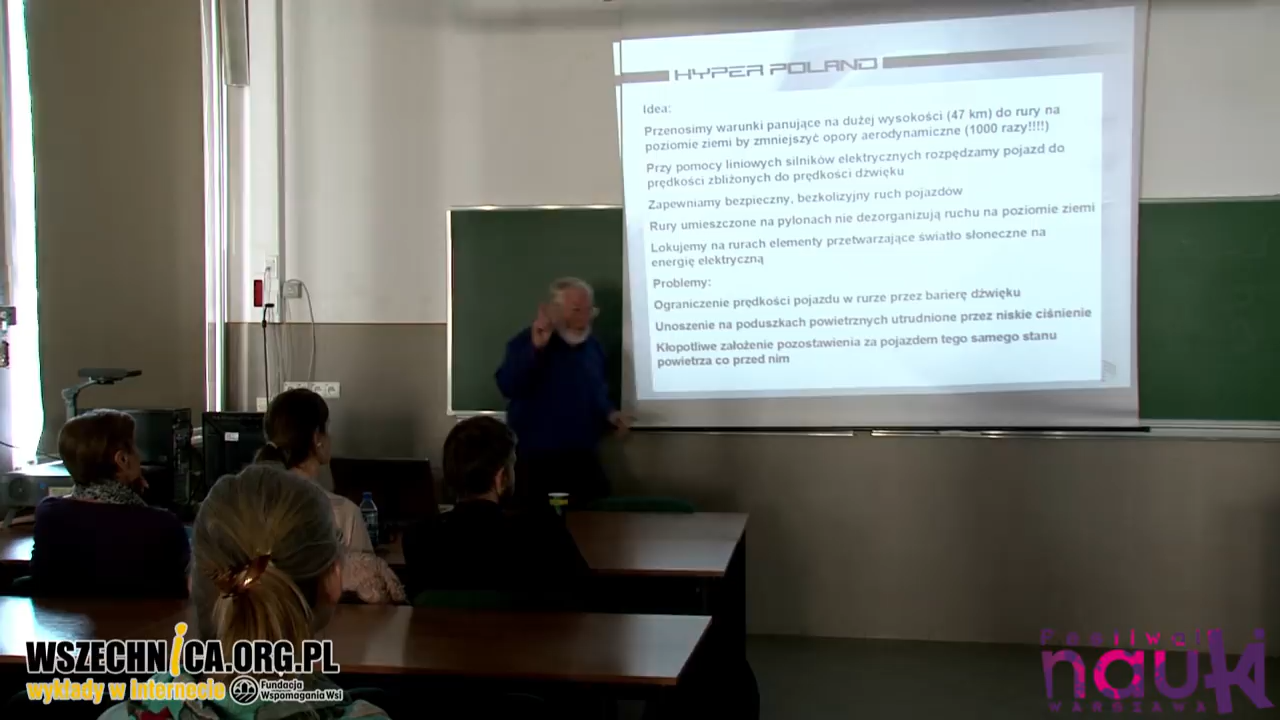 HYPER POLAND
Idea:
Przenosimy warunki panujące na dużej wysokości (47 km) do rury na
poziomie ziemi by zmniejszyć opory aerodynamiczne (1000 razy!!!!)
Przy pomocy liniowych silników elektrycznych rozpędzamy pojazd do
prędkości zbliżonych do prędkości dzwięku
Zapewniamy bezpieczny, bezkolizyjny ruch pojazdów
Rury umieszczone na pylonach nie dezorganizują ruchu na poziomie ziemi
Lokujemy na rurach elementy przetwarzające światło słoneczne na
energię elektryczną
Problemy:
Ograniczenie prędkości pojazdu w rurze przez barierę dźwięku
Unoszenie na poduszkach powietrznych utrudnione przez niskie ciśnienie
Kłopotliwe założenie pozostawienia za pojazdem tego samego stanu
powietrza co przed nim
WSZECHNICA.ORG.PL
wykłady w Internecie
Fundacja
Wspomagania Wsi
Festiwal
nauki
WARSZAWA